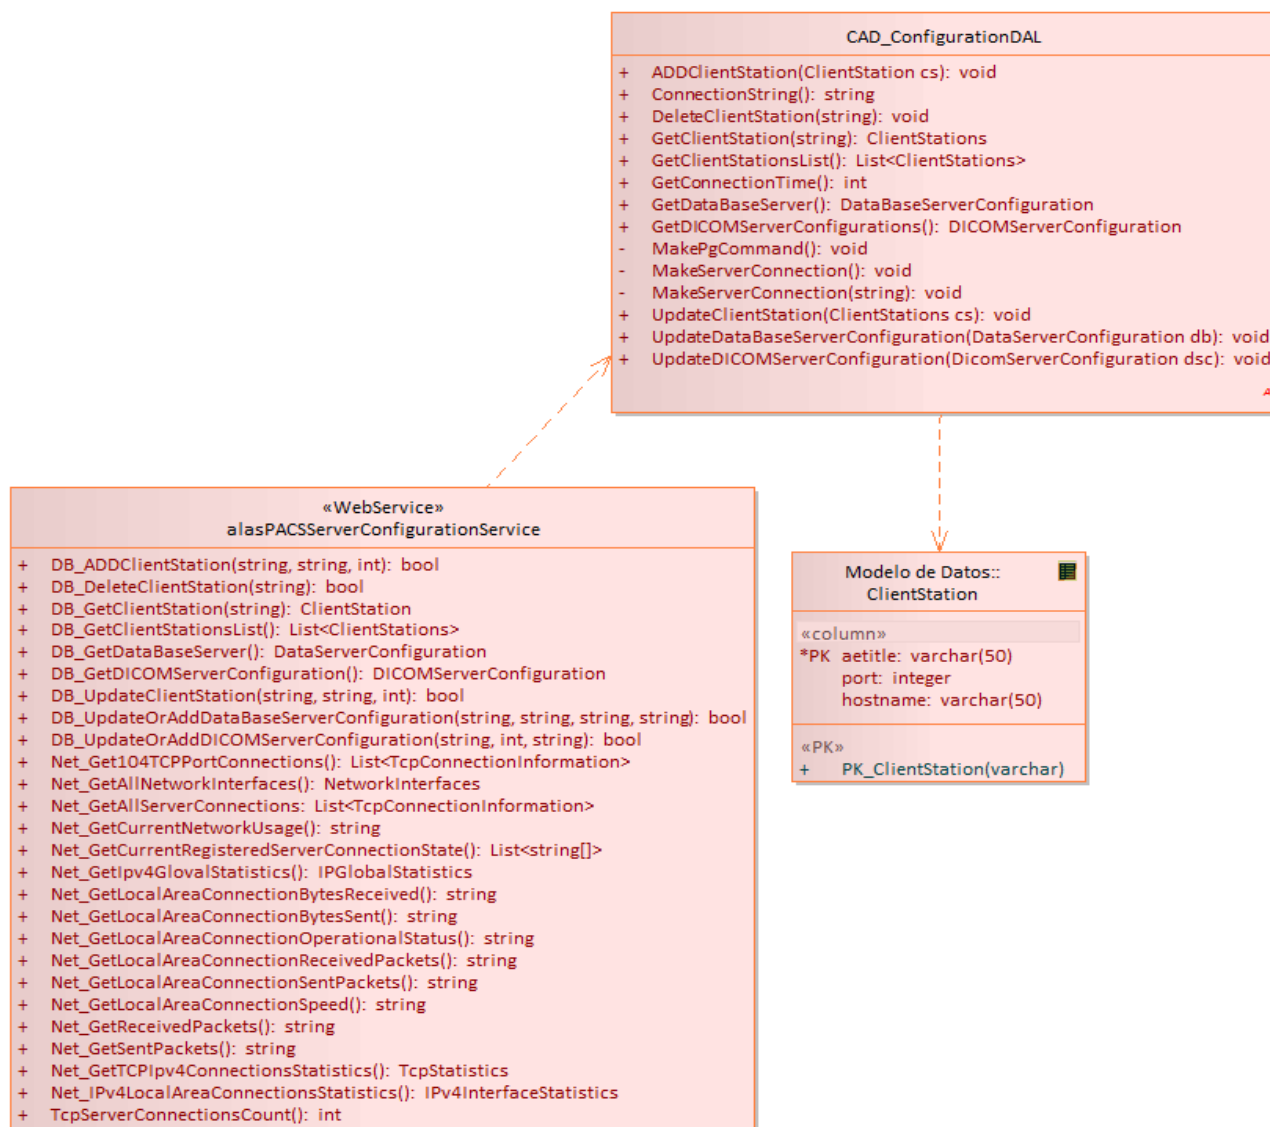 CAD_ConfigurationDAL
+ ADDClientStation(ClientStation cs): void
+ ConnectionString(): string
+ DeleteClientStation(string): void
+ GetClientStation(string): ClientStations
+ GetClientStationsList(): List<ClientStations>
+ GetConnectionTime(): int
+ GetDataBaseServer(): DataBaseServerConfiguration
+ GetDICOMServerConfigurations(): DICOMServerConfiguration
- MakePgCommand(): void
- MakeServerConnection(): void
- MakeServerConnection(string): void
+ UpdateClientStation(ClientStations cs): void
+ UpdateDataBaseServerConfiguration(DataServerConfiguration db): void
+ UpdateDICOMServerConfiguration(DicomServerConfiguration dsc): void
«WebService»
alasPACSServerConfigurationService
+ DB_ADDClientStation(string, string, int): bool
+ DB_DeleteClientStation(string): bool
+ DB_GetClientStation(string): ClientStation
+ DB_GetClientStationsList(): List<ClientStations>
+ DB_GetDataBaseServer(): DataServerConfiguration
+ DB_GetDICOMServerConfiguration(): DICOMServerConfiguration
+ DB_UpdateClientStation(string, string, int): bool
+ DB_UpdateOrAddDataBaseServerConfiguration(string, string, string, string): bool
+ DB_UpdateOrAddDICOMServerConfiguration(string, int, string): bool
+ Net_Get104TCPPortConnections(): List<TcpConnectionInformation>
+ Net_GetAllNetworkInterfaces(): NetworkInterfaces
+ Net_GetAllServerConnections: List<TcpConnectionInformation>
+ Net_GetCurrentNetworkUsage(): string
+ Net_GetCurrentRegisteredServerConnectionState(): List<string[]>
+ Net_GetIpv4GlovalStatistics(): IPGlobalStatistics
+ Net_GetLocalAreaConnectionBytesReceived(): string
+ Net_GetLocalAreaConnectionBytesSent(): string
+ Net_GetLocalAreaConnectionOperationalStatus(): string
+ Net_GetLocalAreaConnectionReceivedPackets(): string
+ Net_GetLocalAreaConnectionSentPackets(): string
+ Net_GetLocalAreaConnectionSpeed(): string
+ Net_GetReceivedPackets(): string
+ Net_GetSentPackets(): string
+ Net_GetTCPIpv4ConnectionsStatistics(): TcpStatistics
+ Net_IPv4LocalAreaConnectionsStatistics(): IPv4InterfaceStatistics
+ TcpServerConnectionsCount(): int
Modelo de Datos::
ClientStation
«column»
*PK aetitle: varchar(50)
port: integer
hostname: varchar(50)
«PK»
+ PK_ClientStation(varchar)